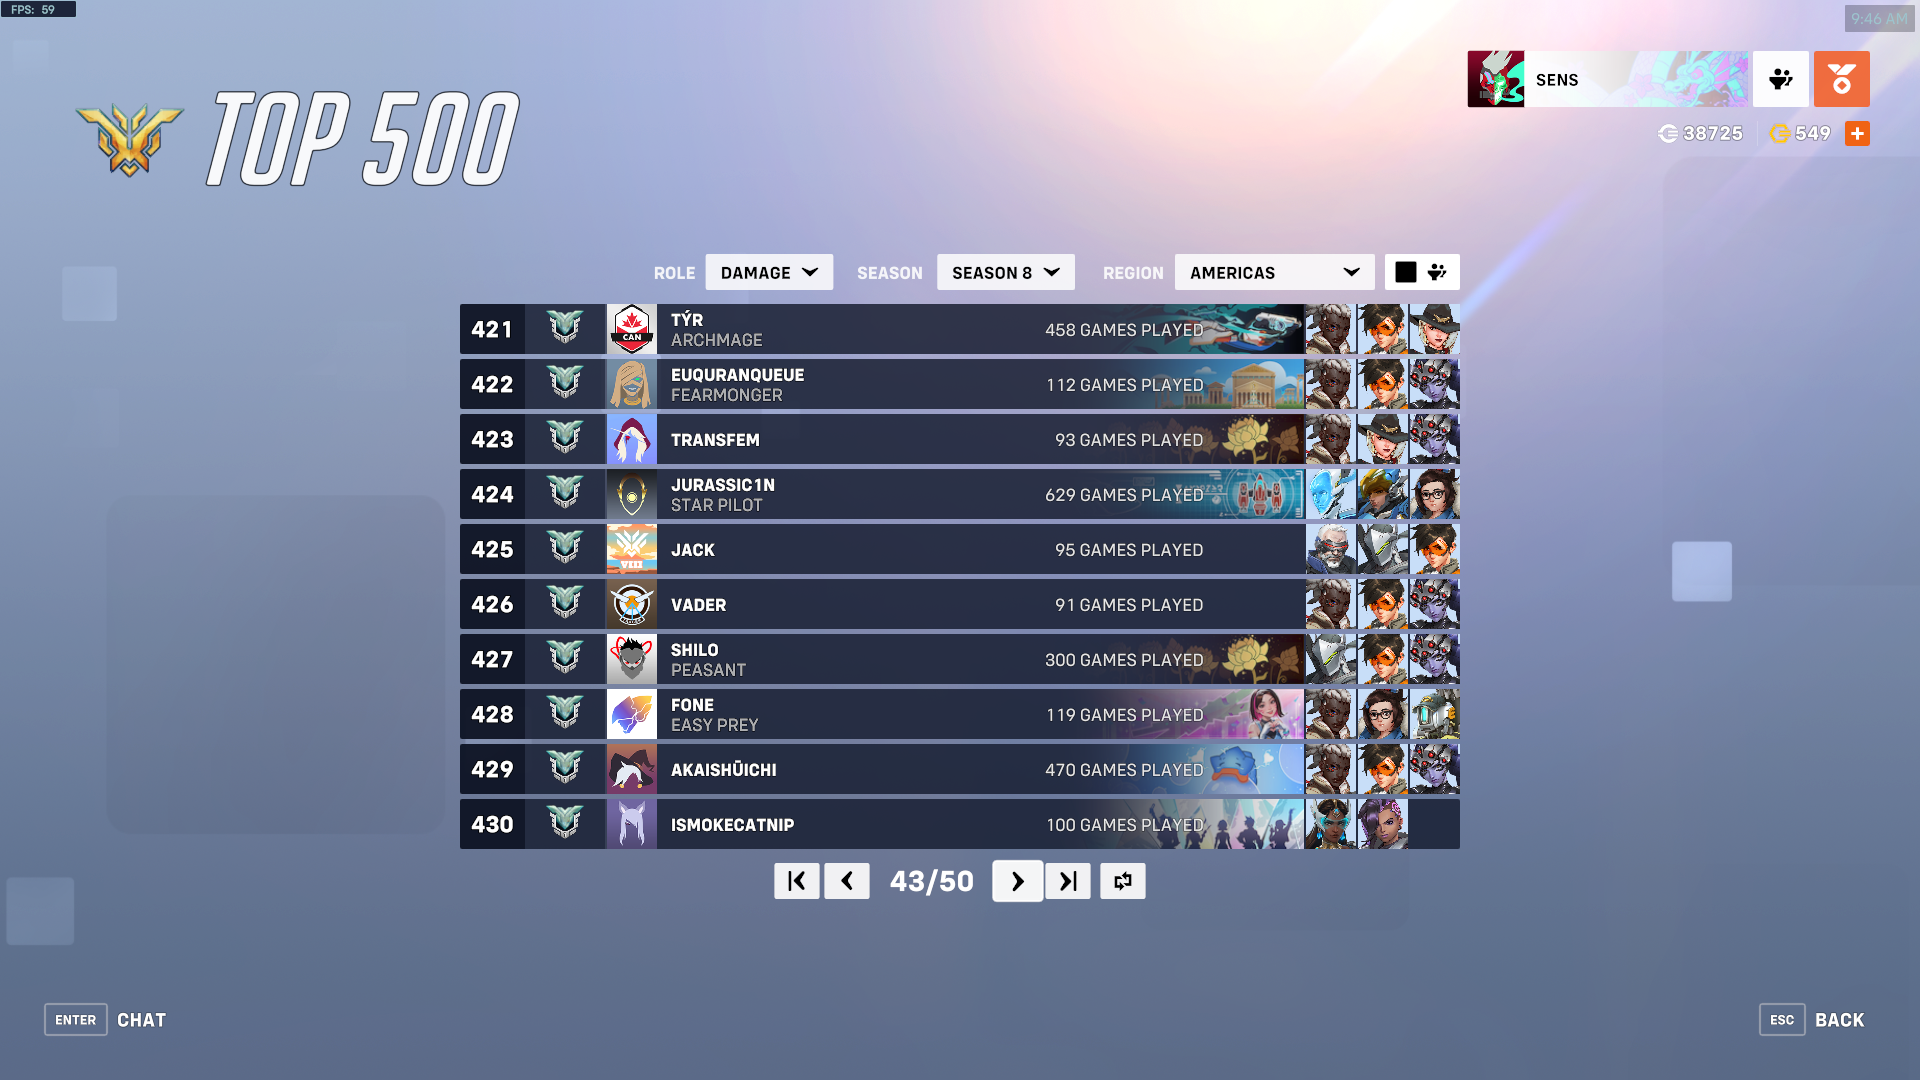 FPS: 59
9:46 AM
TOP 500
SENS
38725
549
ROLE DAMAGE SEASON SEASON 8 REGION AMERICAS
421 CAN TÝR 458 GAMES PLAYED
ARCHMAGE
422 EUQURANQUEUE 112 GAMES PLAYED
FEARMONGER
423 TRANSFEM 93 GAMES PLAYED
424 JURASSIC1N 629 GAMES PLAYED
STAR PILOT
425 VIII JACK 95 GAMES PLAYED
426 VADER 91 GAMES PLAYED
427 SHILO 300 GAMES PLAYED
PEASANT
428 FONE 119 GAMES PLAYED
EASY PREY
429 AKAISHŪICHI 470 GAMES PLAYED
430 ISMOKECATNIP 100 GAMES PLAYED
43/50
ENTER CHAT
ESC BACK